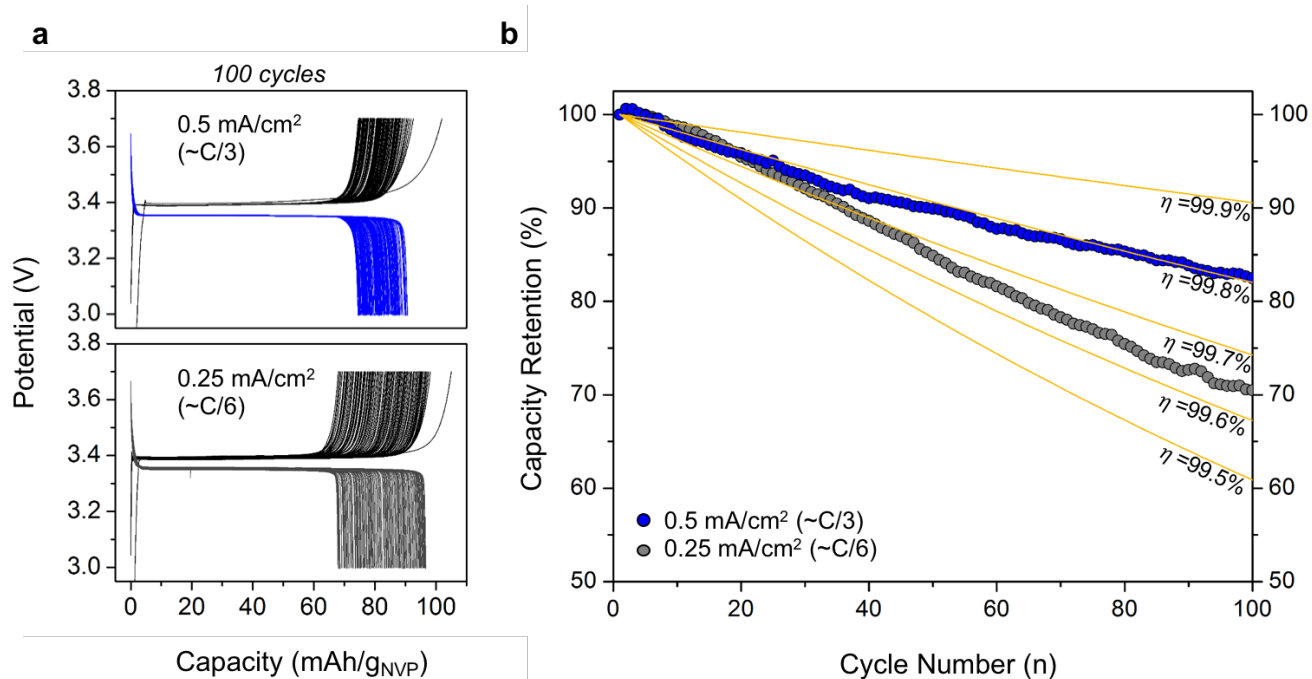 a
100 cycles
3.8
3.6
3.4
3.2
3.0
0.5 mA/cm²
(~C/3)
3.8
3.6
3.4
3.2
3.0
0.25 mA/cm²
(~C/6)
0 20 40 60 80 100
Potential (V)
Capacity (mAh/gNVP)
b
100
90
80
70
60
50
100
90
80
70
60
50
η =99.9%
η =99.8%
η =99.7%
η =99.6%
η =99.5%
0.5 mA/cm² (~C/3)
0.25 mA/cm² (~C/6)
0 20 40 60 80 100
Capacity Retention (%)
Cycle Number (n)